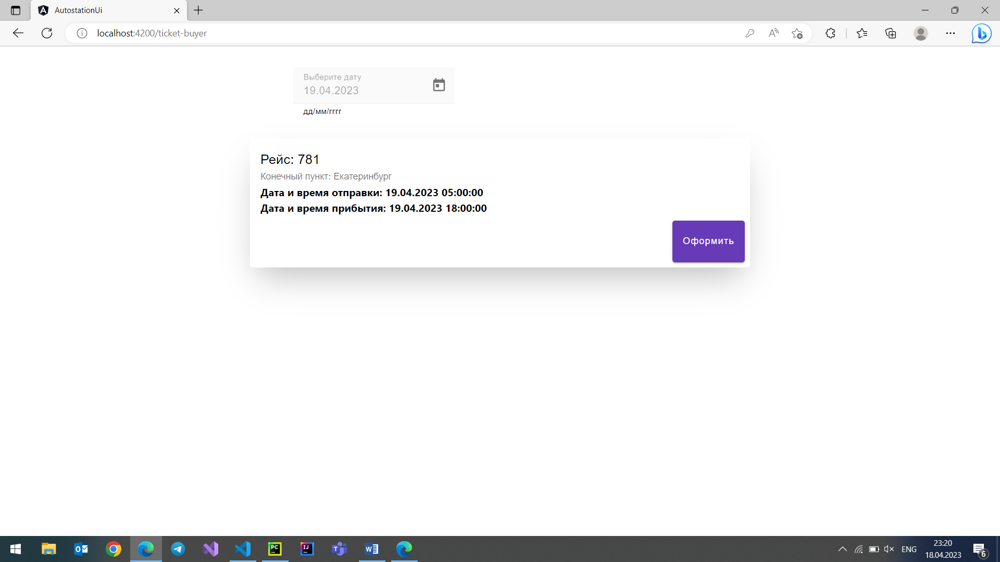 AutostationUi
localhost:4200/ticket-buyer
Выберите дату
19.04.2023
дд/мм/гггг
Рейс: 781
Конечный пункт: Екатеринбург
Дата и время отправки: 19.04.2023 05:00:00
Дата и время прибытия: 19.04.2023 18:00:00
Оформить
ENG
23:20
18.04.2023
6